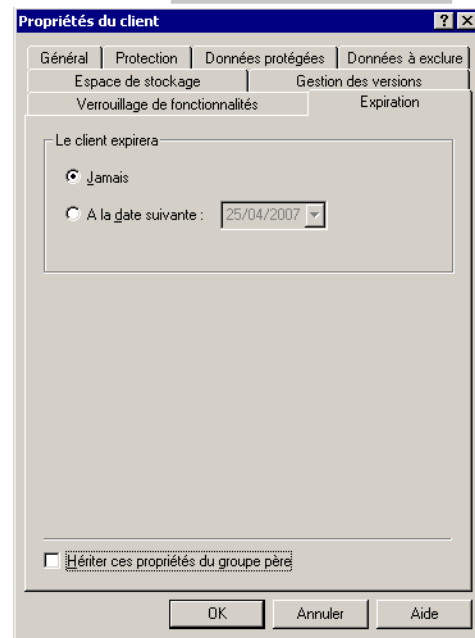 Propriétés du client
Général Protection Données protégées Données à exclure
Espace de stockage Gestion des versions
Verrouillage de fonctionnalités Expiration
Le client expirera
Jamais
A la date suivante : 25/04/2007
Hériter ces propriétés du groupe père
OK Annuler Aide